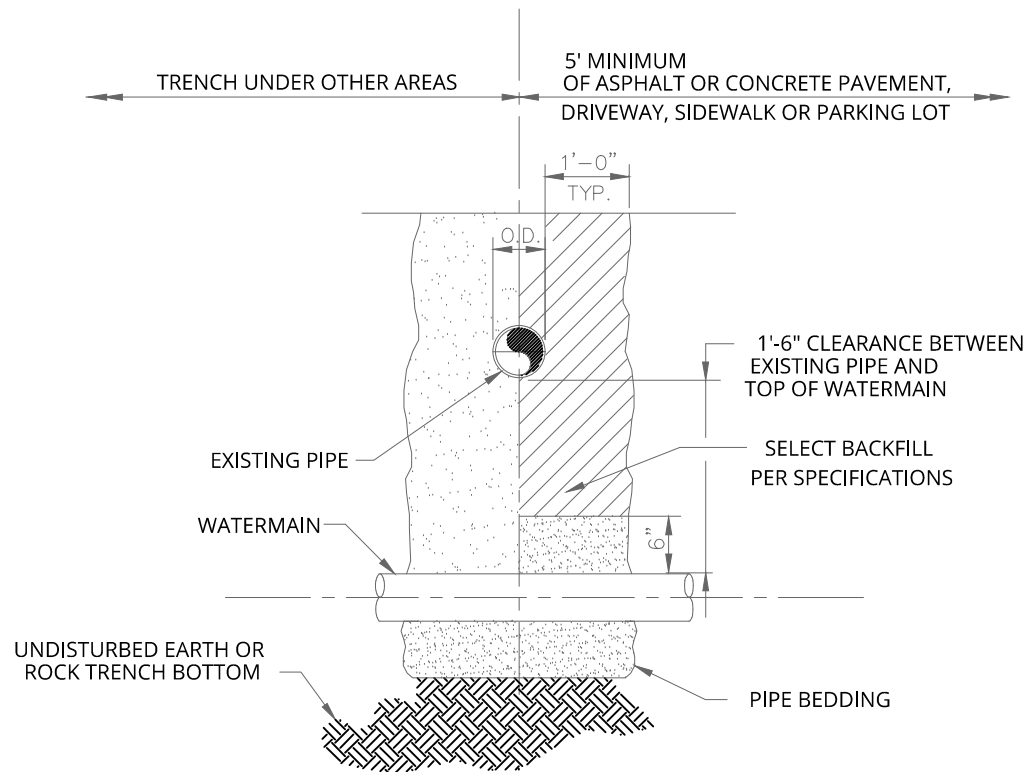 TRENCH UNDER OTHER AREAS
5' MINIMUM
OF ASPHALT OR CONCRETE PAVEMENT,
DRIVEWAY, SIDEWALK OR PARKING LOT
1'-0"
TYP.
O.D.
1'-6" CLEARANCE BETWEEN
EXISTING PIPE AND
TOP OF WATERMAIN
EXISTING PIPE
SELECT BACKFILL
PER SPECIFICATIONS
WATERMAIN
6"
UNDISTURBED EARTH OR
ROCK TRENCH BOTTOM
PIPE BEDDING